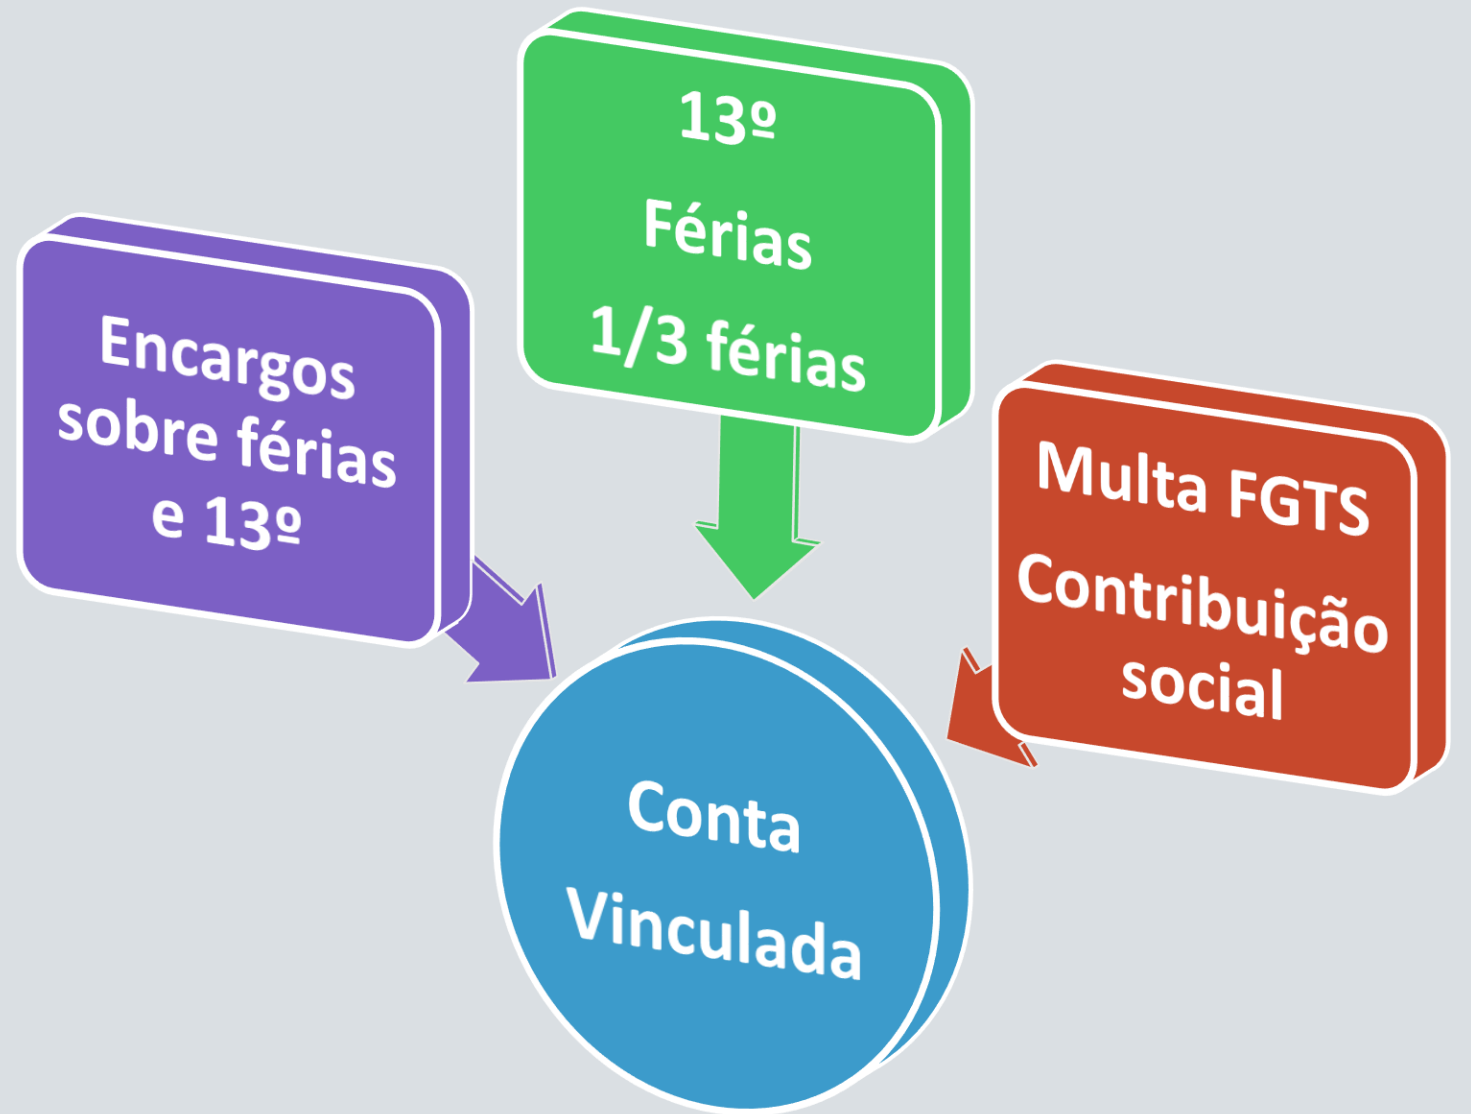 13º
Férias
1/3 férias
Encargos
sobre férias
e 13º
Multa FGTS
Contribuição
social
Conta
Vinculada